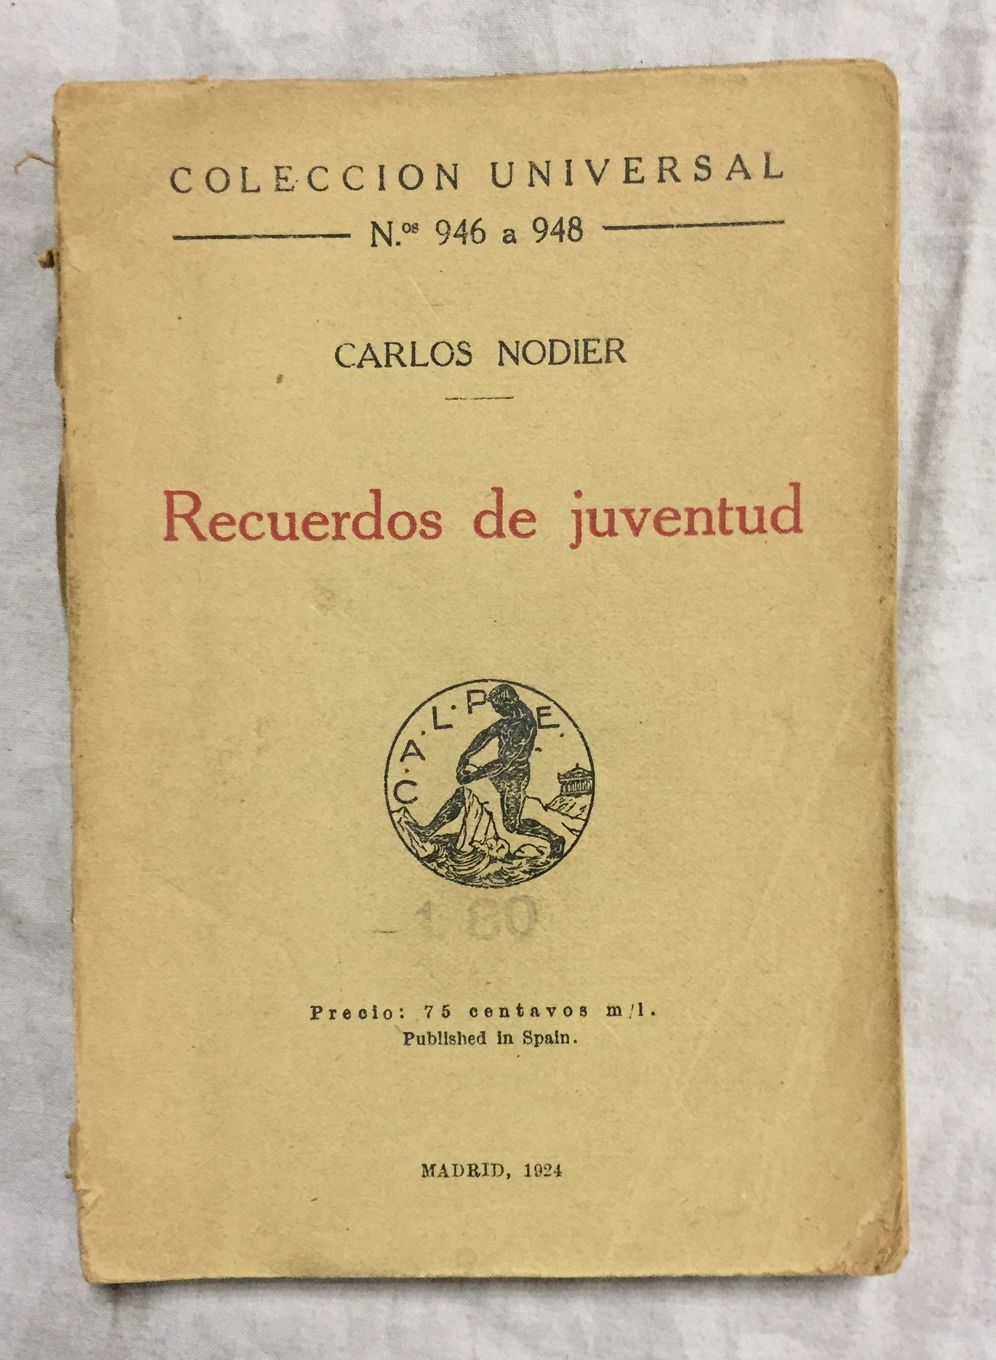 COLECCION UNIVERSAL
N.ºˢ 946 a 948
CARLOS NODIER
Recuerdos de juventud
C.A.L.P.E.
1 80
Precio: 75 centavos m/l.
Published in Spain.
MADRID, 1924